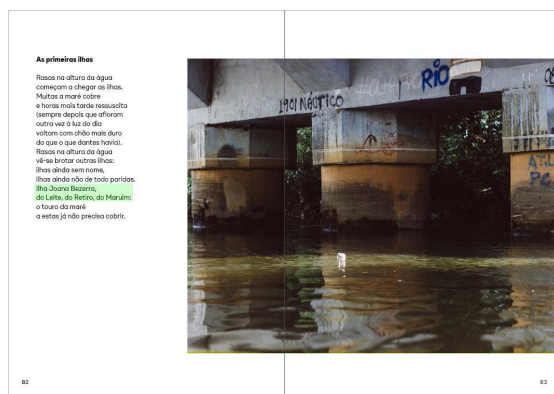 As primeiras ilhas
Rasas na altura da água
começam a chegar as ilhas.
Muitas a maré cobre
e horas mais tarde ressuscita
(sempre depois que afloram
outra vez à luz do dia
voltam com chão mais duro
do que o que dantes havia).
Rasas na altura da água
vê-se brotar outras ilhas:
ilhas ainda sem nome,
ilhas ainda não de todo paridas.
Ilha Joana Bezerra,
do Leite, do Retiro, do Maruim:
o touro da maré
a estas já não precisa cobrir.
1901 NÁUTICO
RIO
82
83